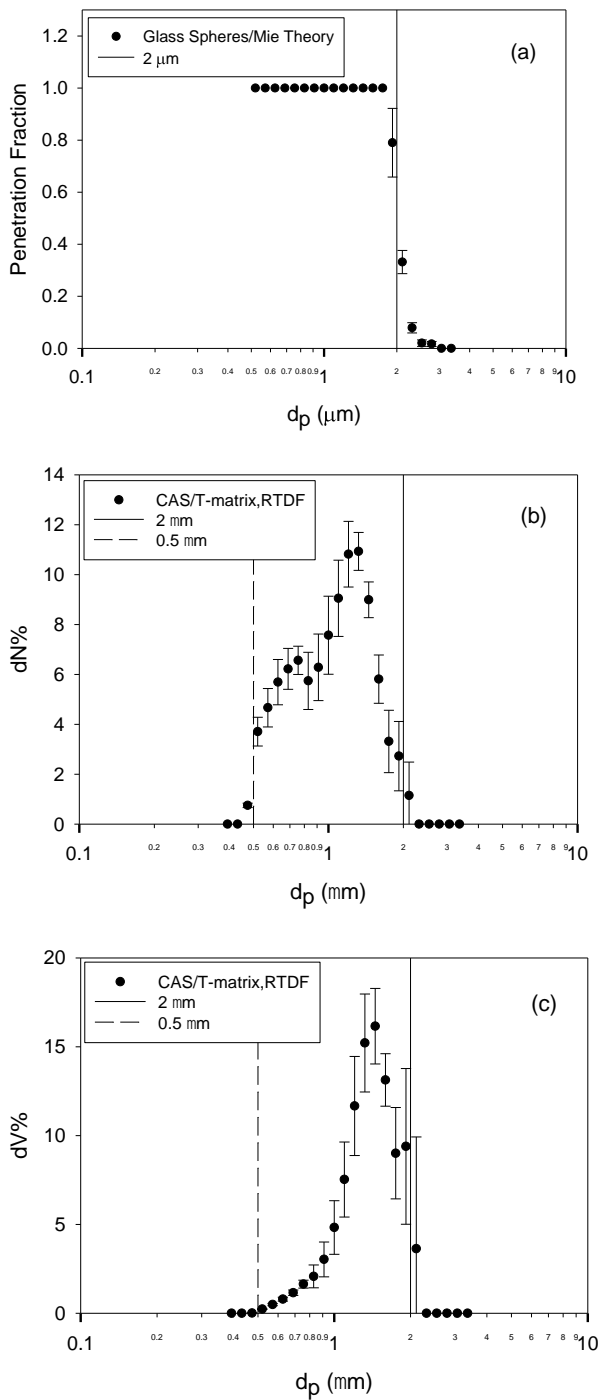 1.2
1.0
0.8
0.6
0.4
0.2
0.0
Penetration Fraction
Glass Spheres/Mie Theory
2 μm
(a)
0.1 0.2 0.3 0.4 0.5 0.6 0.7 0.8 0.9 1 2 3 4 5 6 7 8 9 10
dp (μm)
14
12
10
8
6
4
2
0
dN%
CAS/T-matrix,RTDF
2 mm
0.5 mm
(b)
0.1 0.2 0.3 0.4 0.5 0.6 0.7 0.8 0.9 1 2 3 4 5 6 7 8 9 10
dp (mm)
20
15
10
5
0
dV%
CAS/T-matrix,RTDF
2 mm
0.5 mm
(c)
0.1 0.2 0.3 0.4 0.5 0.6 0.7 0.8 0.9 1 2 3 4 5 6 7 8 9 10
dp (mm)